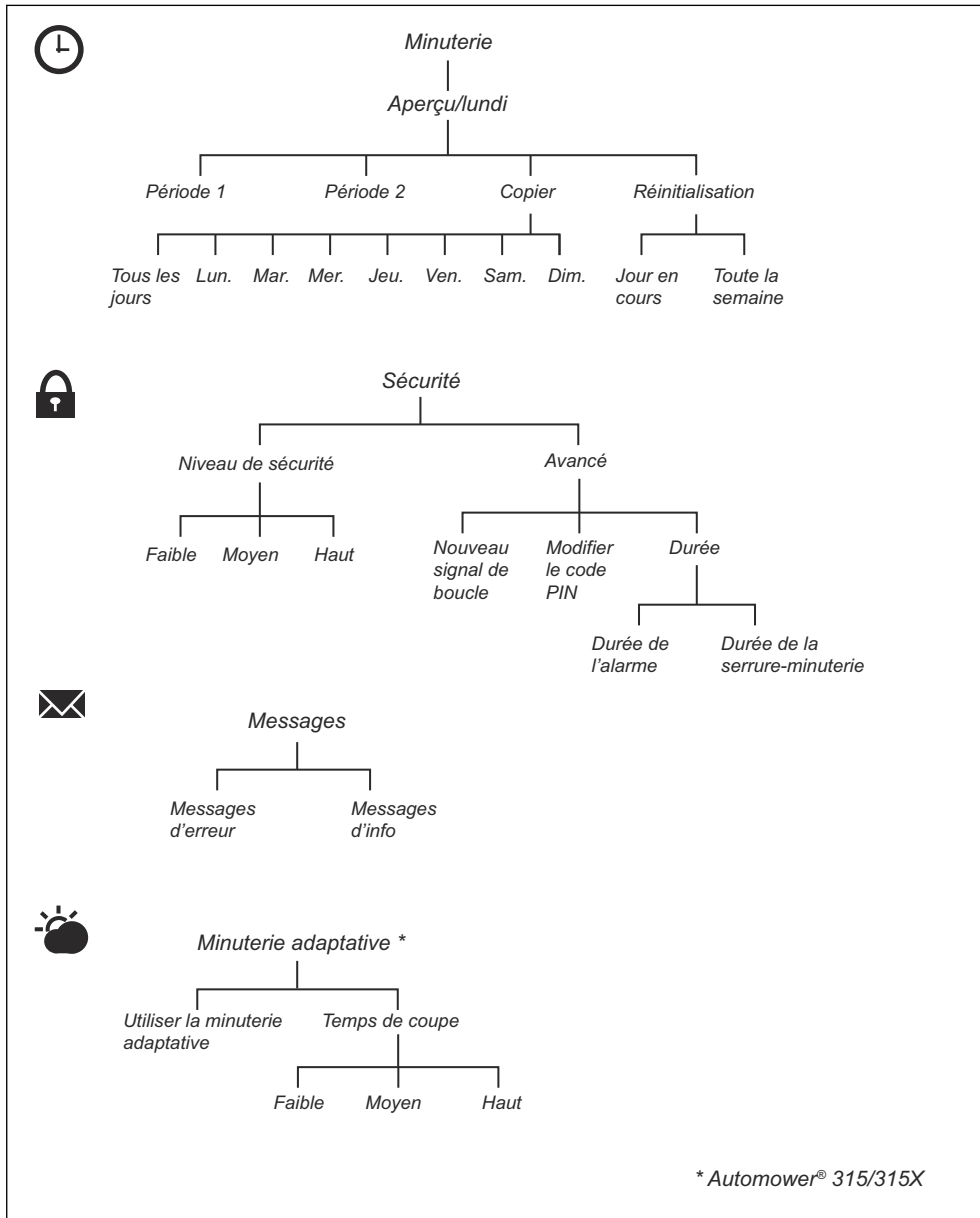 Minuterie
Aperçu/lundi
Période 1
Période 2
Copier
Réinitialisation
Tous les
jours
Lun.
Mar.
Mer.
Jeu.
Ven.
Sam.
Dim.
Jour en
cours
Toute la
semaine
Sécurité
Niveau de sécurité
Avancé
Faible
Moyen
Haut
Nouveau
signal de
boucle
Modifier
le code
PIN
Durée
Durée de
l’alarme
Durée de la
serrure-minuterie
Messages
Messages
d’erreur
Messages
d’info
Minuterie adaptative *
Utiliser la minuterie
adaptative
Temps de coupe
Faible
Moyen
Haut
* Automower® 315/315X